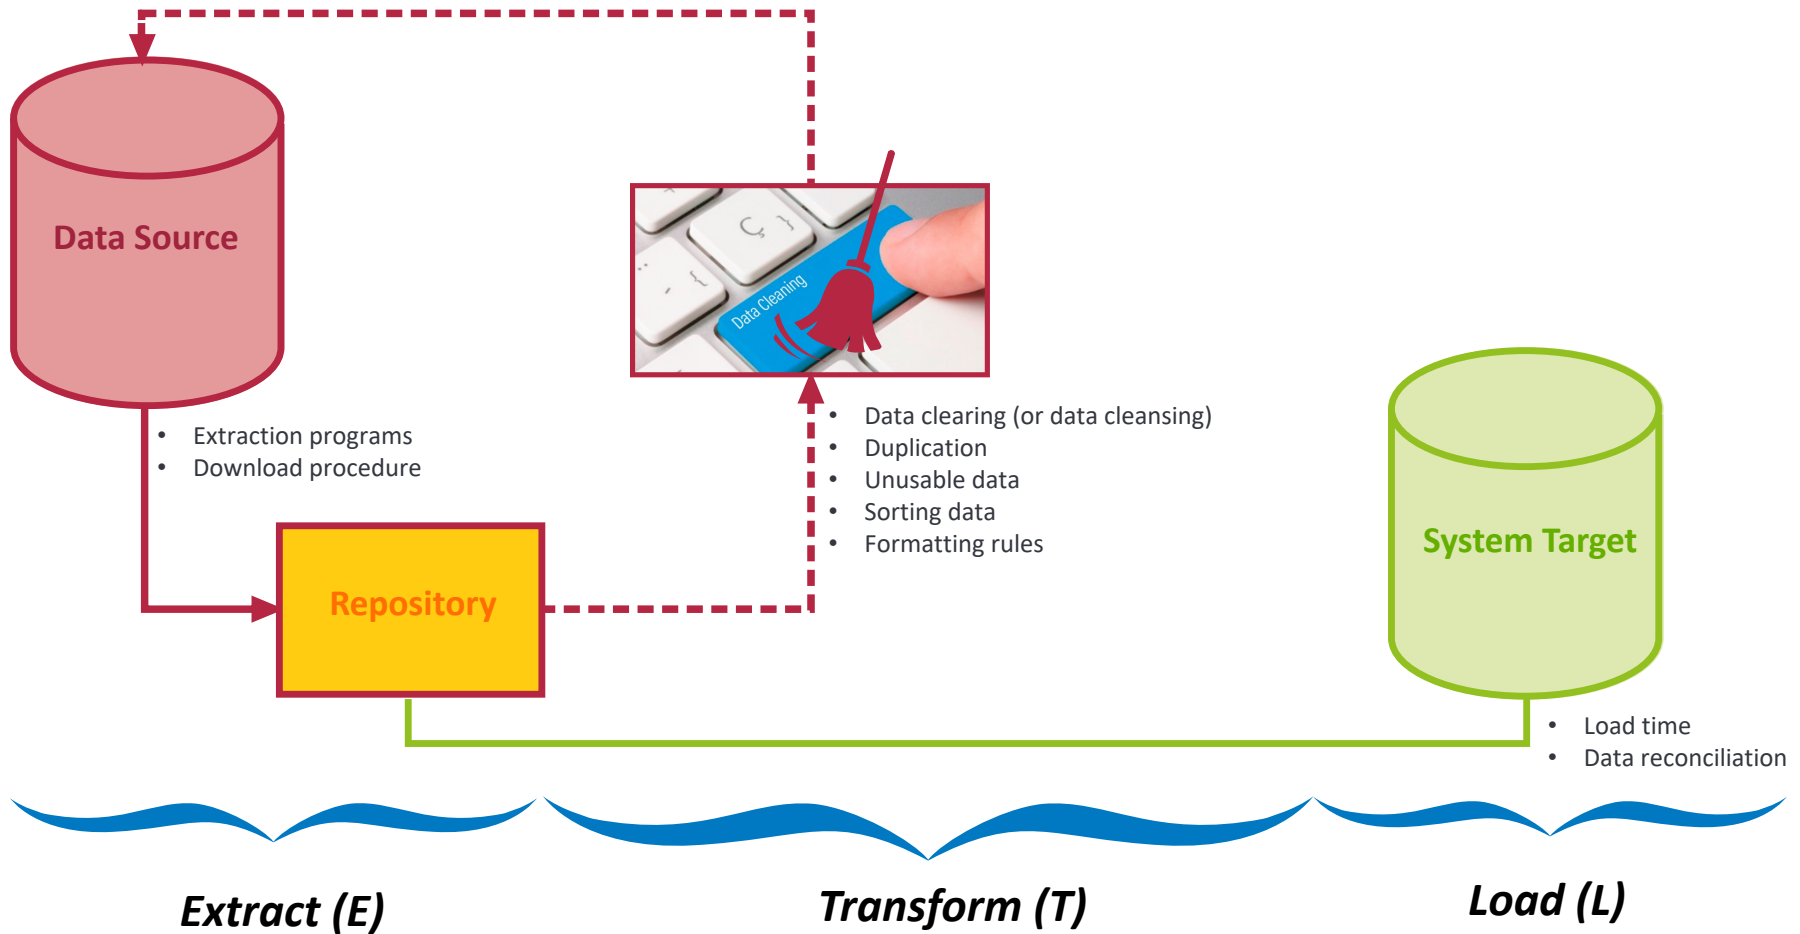 Data Source
Ç }
{
Data Cleaning
• Extraction programs
• Download procedure
• Data clearing (or data cleansing)
• Duplication
• Unusable data
• Sorting data
• Formatting rules
Repository
System Target
• Load time
• Data reconciliation
Extract (E)
Transform (T)
Load (L)